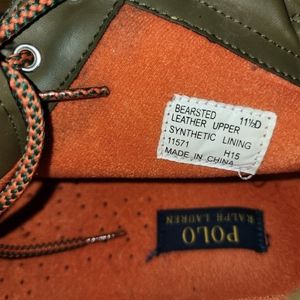 BEARSTED 11½D
LEATHER UPPER
SYNTHETIC LINING
11571 H15
MADE IN CHINA
POLO
RALPH LAUREN